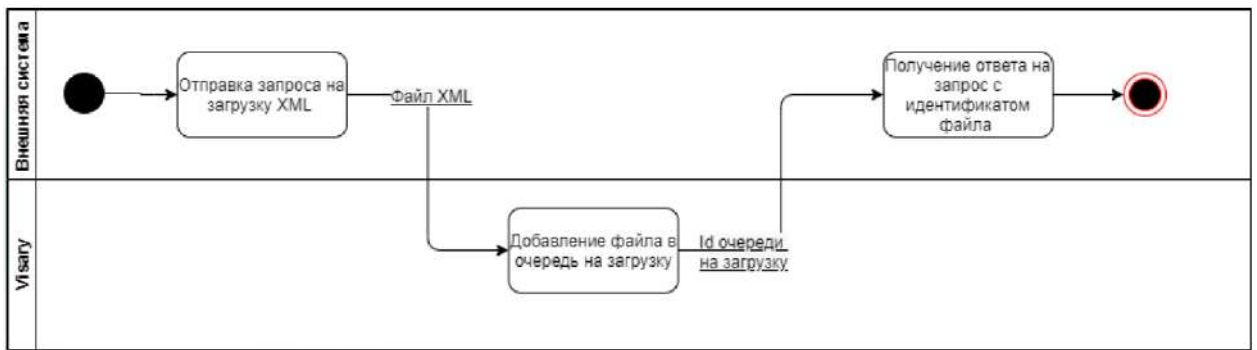 Внешняя система
Отправка запроса на
загрузку XML
Файл XML
Получение ответа на
запрос с
идентификатом
файла
Visary
Добавление файла в
очередь на загрузку
Id очереди
на загрузку